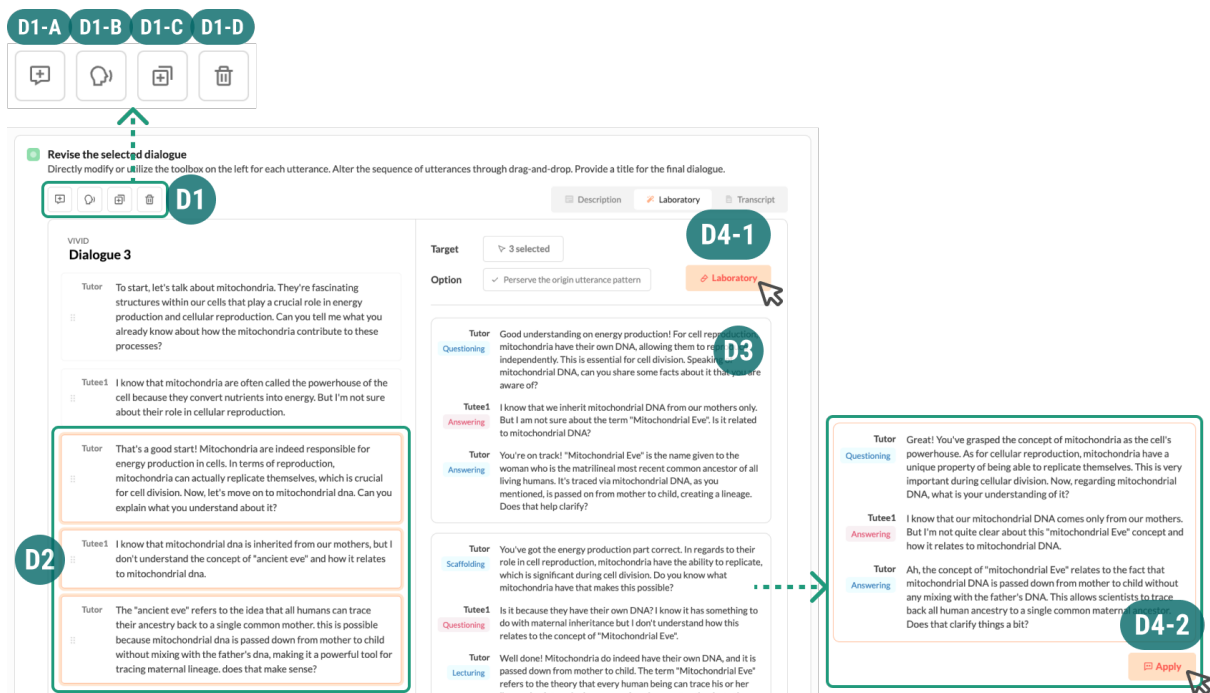 D1-A D1-B D1-C D1-D
Revise the selected dialogue
Directly modify or utilize the toolbox on the left for each utterance. Alter the sequence of utterances through drag-and-drop. Provide a title for the final dialogue.
D1
Description
Laboratory
Transcript
VIVID
Dialogue 3
Tutor
To start, let's talk about mitochondria. They're fascinating
structures within our cells that play a crucial role in energy
production and cellular reproduction. Can you tell me what you
already know about how the mitochondria contribute to these
processes?
Tutee1
I know that mitochondria are often called the powerhouse of the
cell because they convert nutrients into energy. But I'm not sure
about their role in cellular reproduction.
D2
Tutor
That's a good start! Mitochondria are indeed responsible for
energy production in cells. In terms of reproduction,
mitochondria can actually replicate themselves, which is crucial
for cell division. Now, let's move on to mitochondrial dna. Can you
explain what you understand about it?
Tutee1
I know that mitochondrial dna is inherited from our mothers, but I
don't understand the concept of "ancient eve" and how it relates
to mitochondrial dna.
Tutor
The "ancient eve" refers to the idea that all humans can trace
their ancestry back to a single common mother. this is possible
because mitochondrial dna is passed down from mother to child
without mixing with the father's dna, making it a powerful tool for
tracing maternal lineage. does that make sense?
Target
3 selected
D4-1
Option
Perserve the origin utterance pattern
Laboratory
D3
Tutor
Questioning
Good understanding on energy production! For cell
mitochondria have their own DNA, allowing them to
independently. This is essential for cell division. Speaking
mitochondrial DNA, can you share some facts about it that you are
aware of?
Tutee1
Answering
I know that we inherit mitochondrial DNA from our mothers only.
But I am not sure about the term "Mitochondrial Eve". Is it related
to mitochondrial DNA?
Tutor
Answering
You're on track! "Mitochondrial Eve" is the name given to the
woman who is the matrilineal most recent common ancestor of all
living humans. It's traced via mitochondrial DNA, as you
mentioned, is passed on from mother to child, creating a lineage.
Does that help clarify?
Tutor
Scaffolding
You've got the energy production part correct. In regards to their
role in cell reproduction, mitochondria have the ability to replicate,
which is significant during cell division. Do you know what
mitochondria have that makes this possible?
Tutee1
Questioning
Is it because they have their own DNA? I know it has something to
do with maternal inheritance but I don't understand how this
relates to the concept of "Mitochondrial Eve".
Tutor
Lecturing
Well done! Mitochondria do indeed have their own DNA, and it is
passed down from mother to child. The term "Mitochondrial Eve"
refers to the theory that every human being can trace his or her
Tutor
Questioning
Great! You've grasped the concept of mitochondria as the cell's
powerhouse. As for cellular reproduction, mitochondria have a
unique property of being able to replicate themselves. This is very
important during cellular division. Now, regarding mitochondrial
DNA, what is your understanding of it?
Tutee1
Answering
I know that our mitochondrial DNA comes only from our mothers.
But I'm not quite clear about this "mitochondrial Eve" concept and
how it relates to mitochondrial DNA.
Tutor
Answering
Ah, the concept of "mitochondrial Eve" relates to the fact that
mitochondrial DNA is passed down from mother to child without
any mixing with the father's DNA. This allows scientists to trace
back all human ancestry to a single common maternal ancestor.
Does that clarify things a bit?
D4-2
Apply